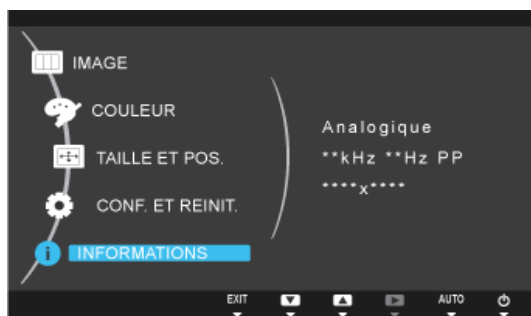 IMAGE
COULEUR
TAILLE ET POS.
CONF. ET REINIT.
INFORMATIONS
Analogique
**kHz **Hz PP
****x****
EXIT AUTO